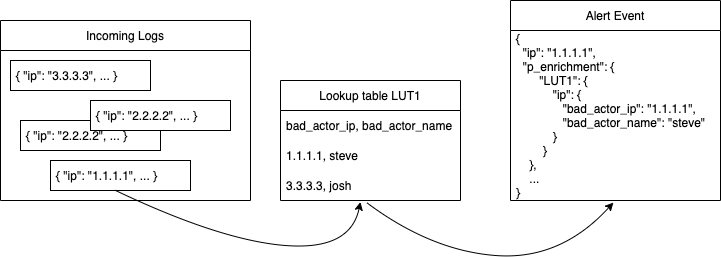 Incoming Logs
{ "ip": "3.3.3.3", ... }
{ "ip": "2.2.2.2", ... }
{ "ip": "2.2.2.2", ... }
{ "ip": "1.1.1.1", ... }
Lookup table LUT1
bad_actor_ip, bad_actor_name
1.1.1.1, steve
3.3.3.3, josh
Alert Event
{
"ip": "1.1.1.1",
"p_enrichment": {
"LUT1": {
"ip": {
"bad_actor_ip": "1.1.1.1",
"bad_actor_name": "steve"
}
}
},
...
}